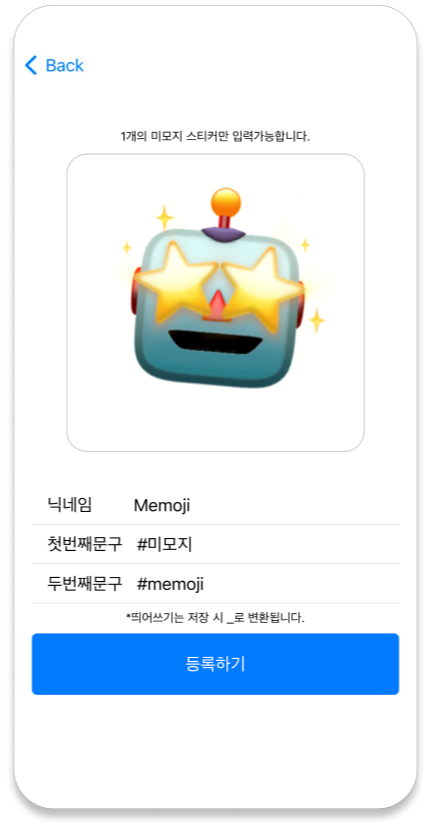 Back
1개의 미모지 스티커만 입력가능합니다.
닉네임 Memoji
첫번째문구 #미모지
두번째문구 #memoji
*띄어쓰기는 저장 시 _로 변환됩니다.
등록하기